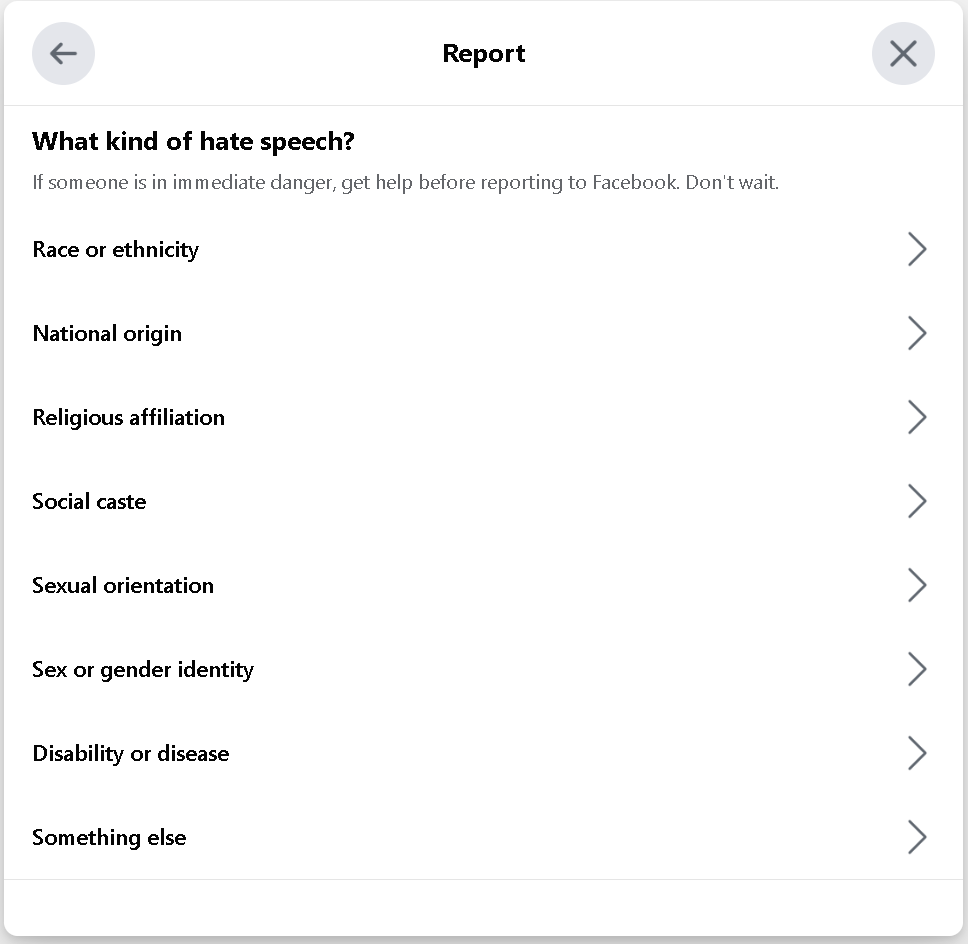 Report
What kind of hate speech?
If someone is in immediate danger, get help before reporting to Facebook. Don't wait.
Race or ethnicity
National origin
Religious affiliation
Social caste
Sexual orientation
Sex or gender identity
Disability or disease
Something else